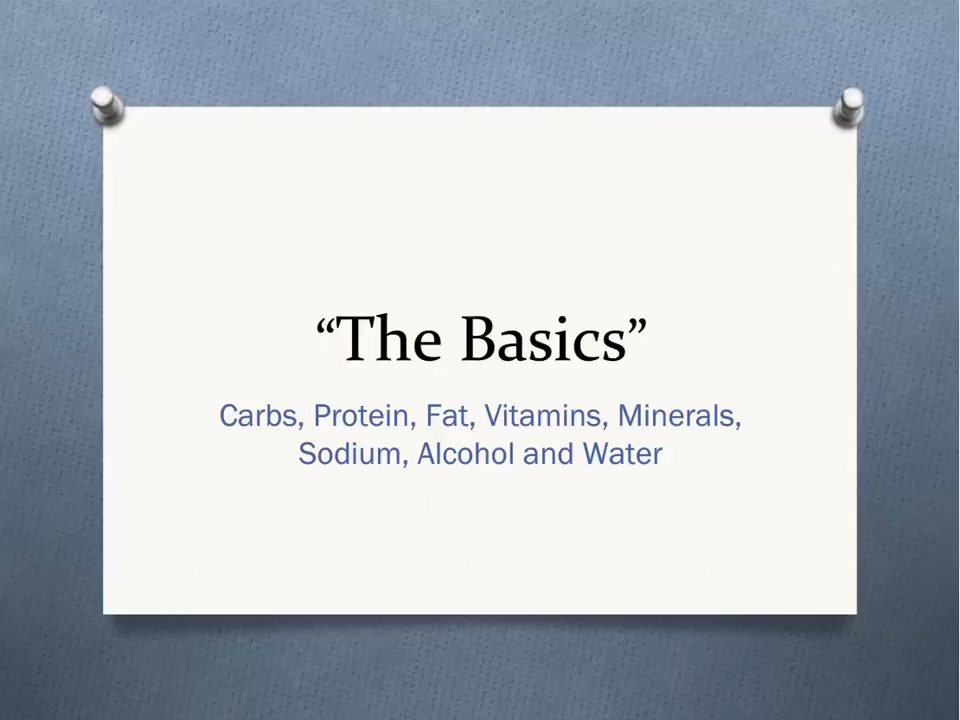 “The Basics”
Carbs, Protein, Fat, Vitamins, Minerals,
Sodium, Alcohol and Water